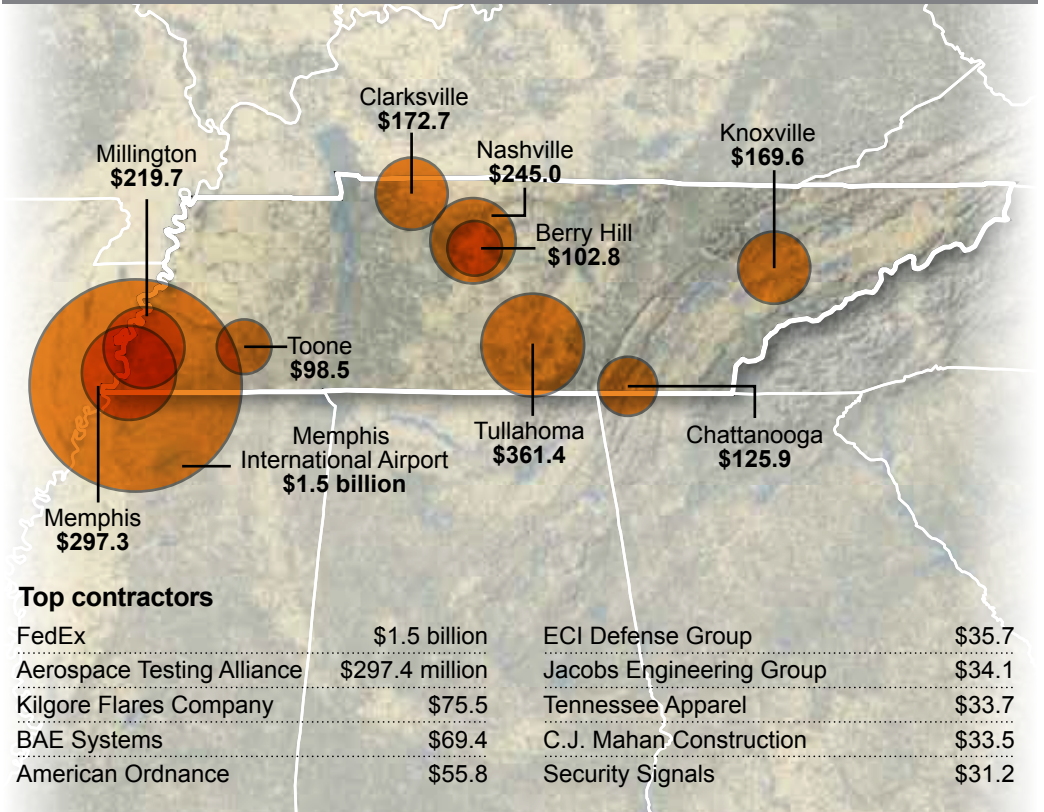 Clarksville
$172.7
Nashville
$245.0
Knoxville
$169.6
Millington
$219.7
Berry Hill
$102.8
Toone
$98.5
Memphis
International Airport
$1.5 billion
Tullahoma
$361.4
Chattanooga
$125.9
Memphis
$297.3
Top contractors
FedEx $1.5 billion
Aerospace Testing Alliance $297.4 million
Kilgore Flares Company $75.5
BAE Systems $69.4
American Ordnance $55.8
ECI Defense Group $35.7
Jacobs Engineering Group $34.1
Tennessee Apparel $33.7
C.J. Mahan Construction $33.5
Security Signals $31.2